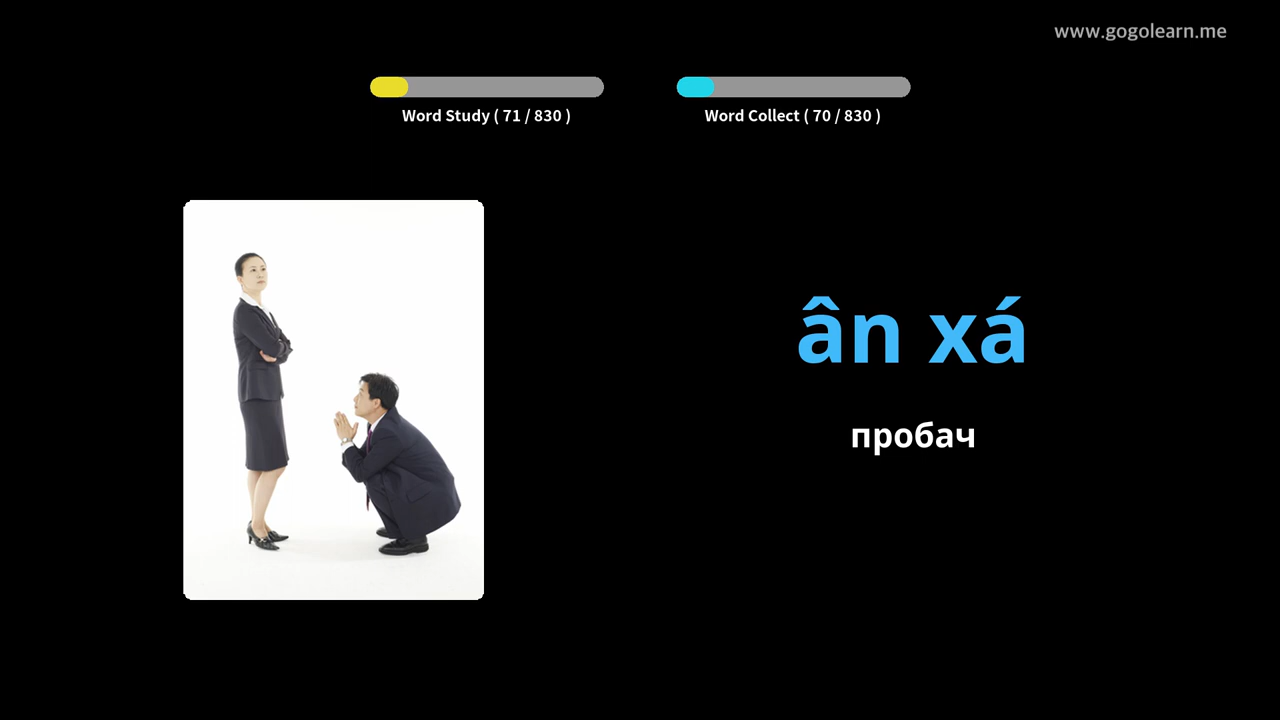 www.gogolearn.me
Word Study ( 71 / 830 )
Word Collect ( 70 / 830 )
ân xá
пробач